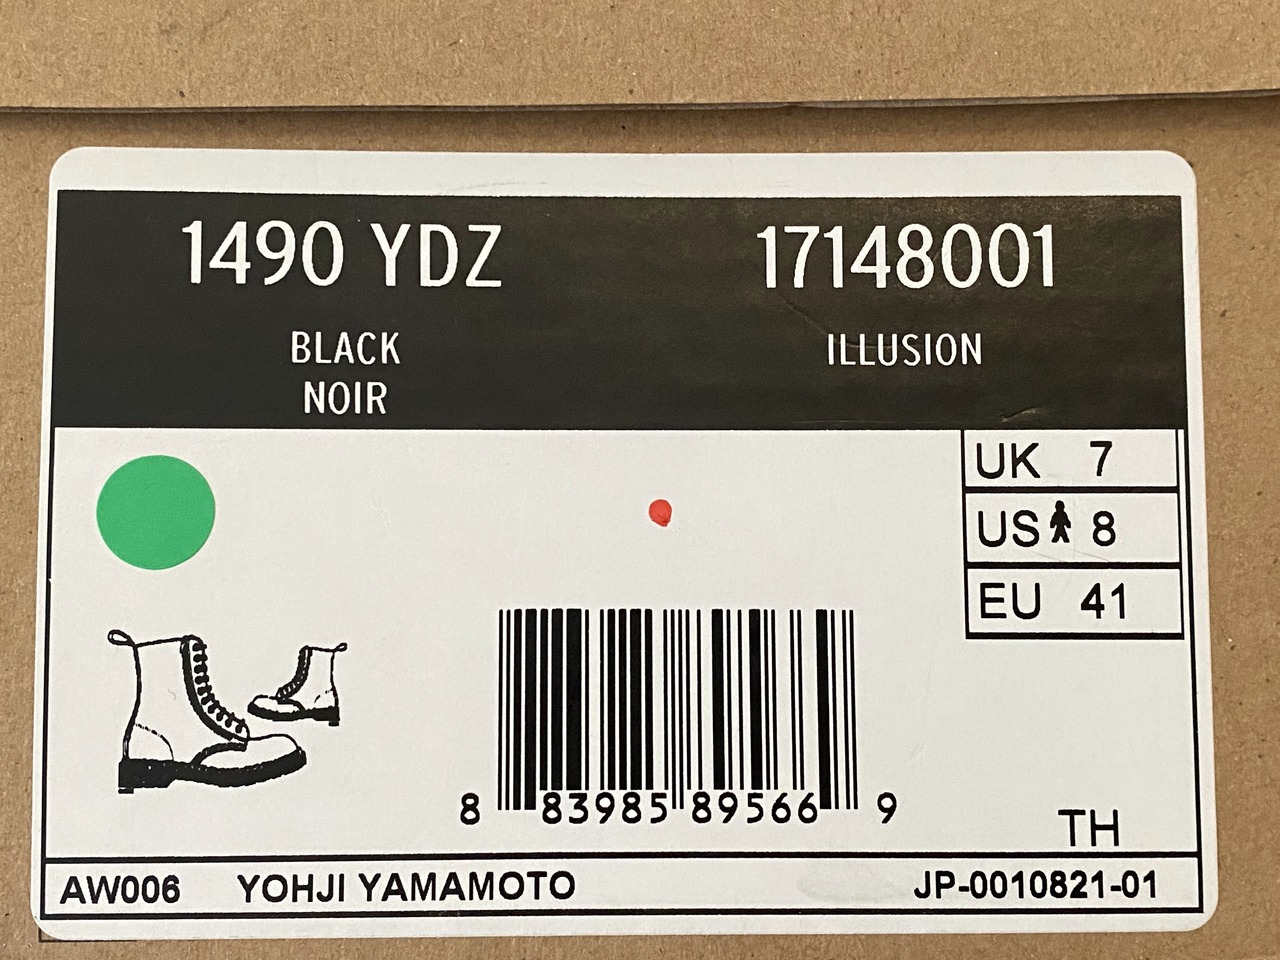 1490 YDZ 17148001
BLACK ILLUSION
NOIR
UK 7
US 8
EU 41
8 83985 89566 9
TH
AW006 YOHJI YAMAMOTO JP-0010821-01